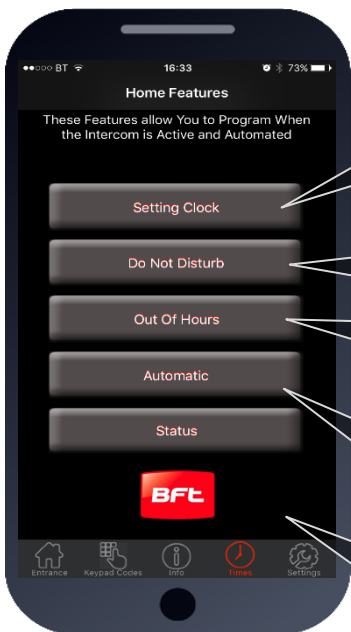 BT 16:33 73%
Home Features
These Features allow You to Program When
the Intercom is Active and Automated
Setting Clock
Do Not Disturb
Out Of Hours
Automatic
Status
BFT
Entrance Keypad Codes Info Times Settings